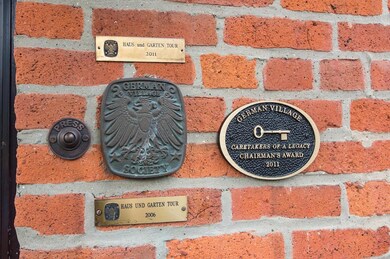 HAUS und GARTEN TOUR
2011
GERMAN
VILLAGE
SOCIETY
GERMAN VILLAGE
CARETAKERS OF A LEGACY
CHAIRMAN'S AWARD
2011
HAUS UND GARTEN TOUR
2006